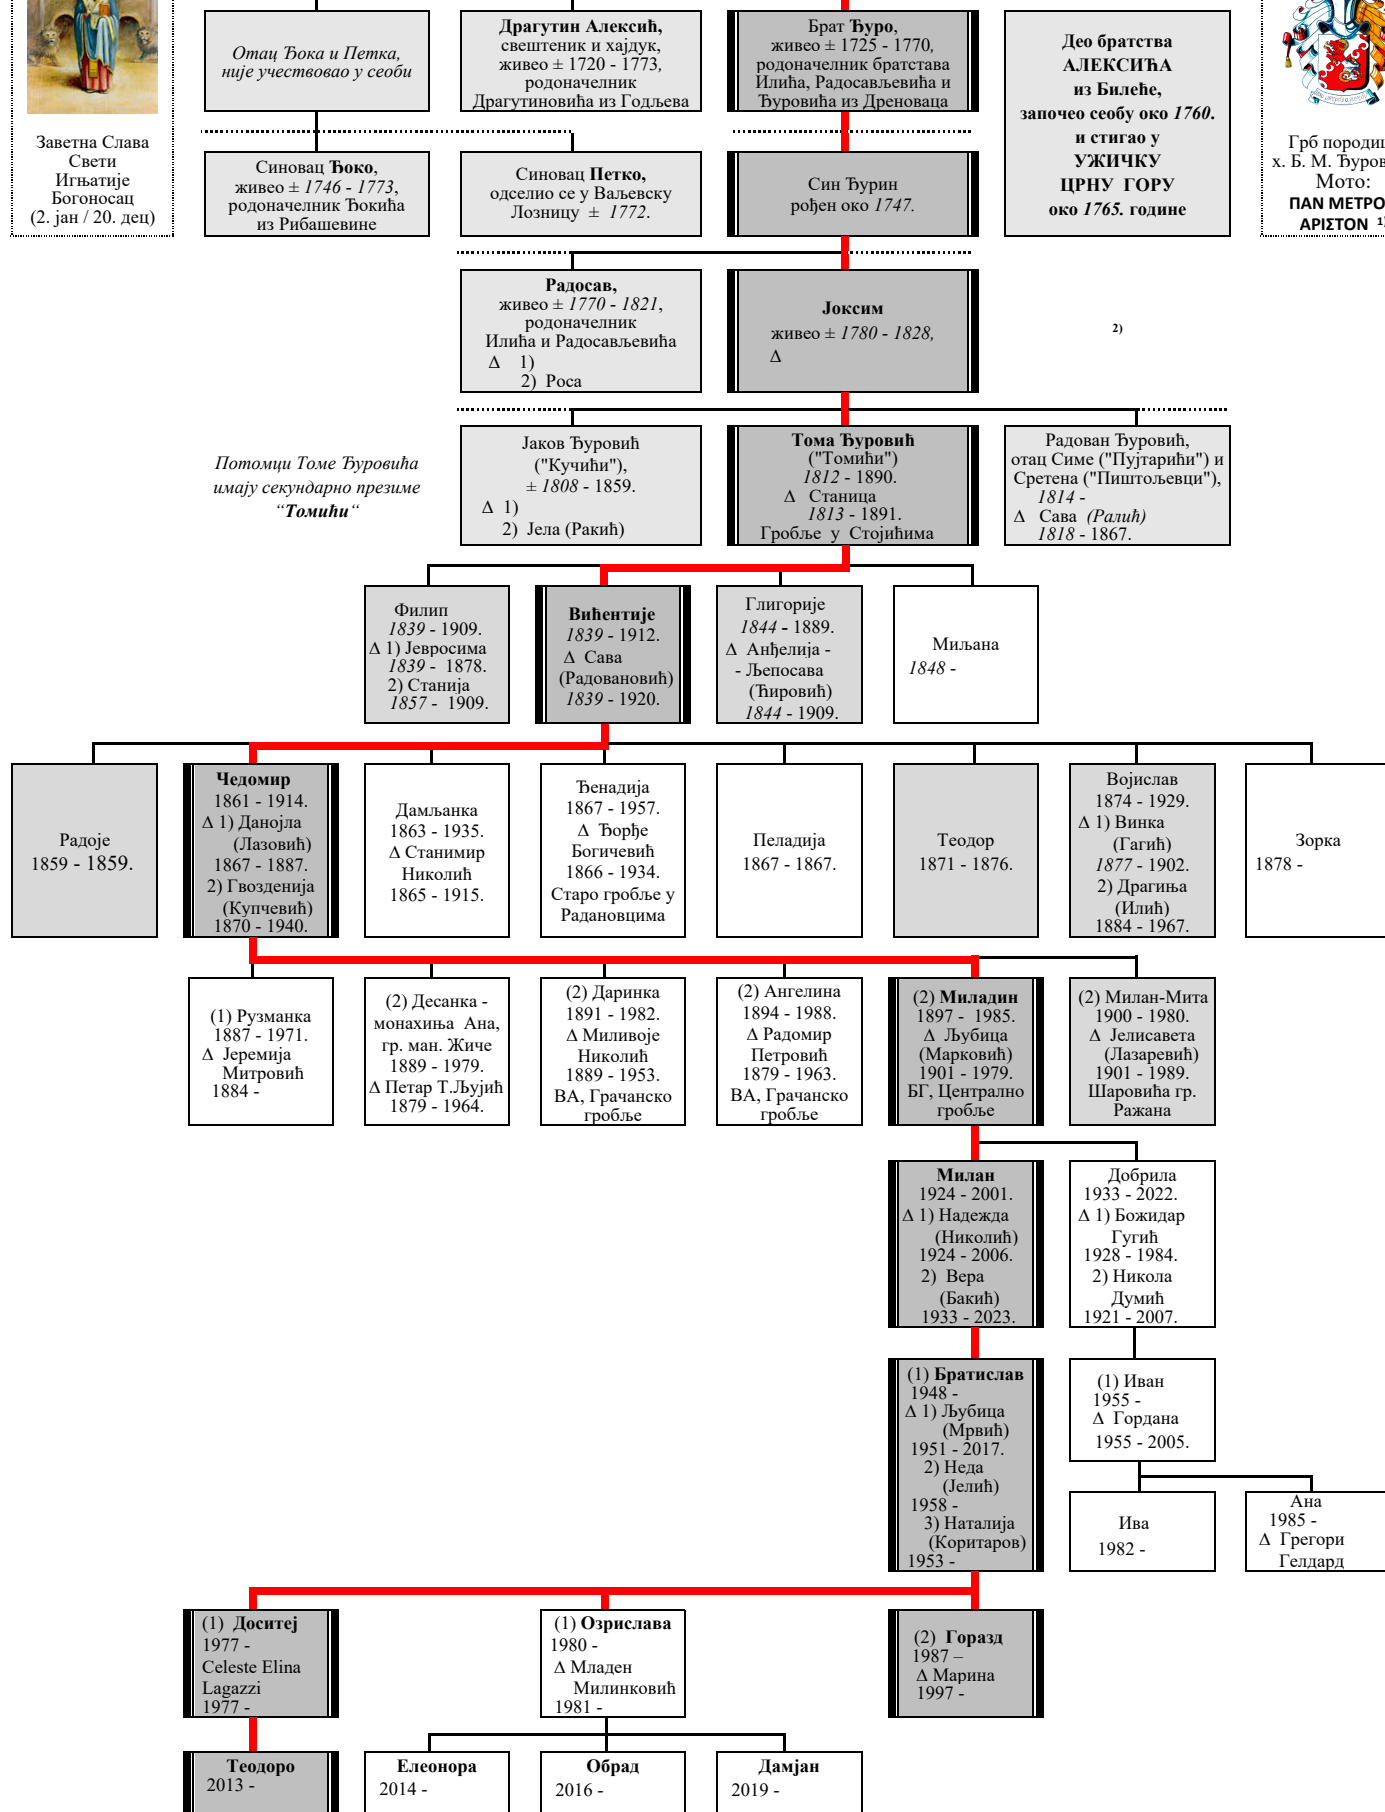 Заветна Слава
Свети
Игњатије
Богоносац
(2. јан / 20. дец)
Отац Ђока и Петка,
није учествовао у сеоби
Драгутин Алексић,
свештеник и хајдук,
живео ± 1720 - 1773,
родоначелник
Драгутиновића из Годљева
Брат Ђуро,
живео ± 1725 - 1770,
родоначелник братстава
Илића, Радосављевића и
Ђуровића из Дреноваца
Део братства
АЛЕКСИЋА
из Билеће,
започео сеобу око 1760.
и стигао у
УЖИЧКУ
ЦРНУ ГОРУ
око 1765. године
Грб породиц
х. Б. М. Ђуров
Мото:
ΠΑΝ ΜΕΤΡΟ
ΑΡΙΣΤΟΝ 1)
Синовац Ђоко,
живео ± 1746 - 1773,
родоначелник Ђокића
из Рибашевине
Синовац Петко,
одселио се у Ваљевску
Лозницу ± 1772.
Син Ђурин
рођен око 1747.
Радосав,
живео ± 1770 - 1821,
родоначелник
Илића и Радосављевића
Δ 1)
2) Роса
Јоксим
живео ± 1780 - 1828,
Δ
2)
Потомци Томе Ђуровића
имају секундарно презиме
“Томићи“
Јаков Ђуровић
("Кучићи"),
± 1808 - 1859.
Δ 1)
2) Јела (Ракић)
Тома Ђуровић
("Томићи")
1812 - 1890.
Δ Станица
1813 - 1891.
Гробље у Стојићима
Радован Ђуровић,
отац Симе ("Пујтарићи") и
Сретена ("Пиштољевци"),
1814 -
Δ Сава (Ралић)
1818 - 1867.
Филип
1839 - 1909.
Δ 1) Јевросима
1839 - 1878.
2) Станија
1857 - 1909.
Вићентије
1839 - 1912.
Δ Сава
(Радовановић)
1839 - 1920.
Глигорије
1844 - 1889.
Δ Анђелија -
- Љепосава
(Ћировић)
1844 - 1909.
Миљана
1848 -
Радоје
1859 - 1859.
Чедомир
1861 - 1914.
Δ 1) Данојла
(Лазовић)
1867 - 1887.
2) Гвозденија
(Купчевић)
1870 - 1940.
Дамљанка
1863 - 1935.
Δ Станимир
Николић
1865 - 1915.
Ђенадија
1867 - 1957.
Δ Ђорђе
Богичевић
1866 - 1934.
Старо гробље у
Радановцима
Пеладија
1867 - 1867.
Теодор
1871 - 1876.
Војислав
1874 - 1929.
Δ 1) Винка
(Гагић)
1877 - 1902.
2) Драгиња
(Илић)
1884 - 1967.
Зорка
1878 -
(1) Рузманка
1887 - 1971.
Δ Јеремија
Митровић
1884 -
(2) Десанка -
монахиња Ана,
гр. ман. Жиче
1889 - 1979.
Δ Петар Т.Љујић
1879 - 1964.
(2) Даринка
1891 - 1982.
Δ Миливоје
Николић
1889 - 1953.
ВА, Грачанско
гробље
(2) Ангелина
1894 - 1988.
Δ Радомир
Петровић
1879 - 1963.
ВА, Грачанско
гробље
(2) Миладин
1897 - 1985.
Δ Љубица
(Марковић)
1901 - 1979.
БГ, Централно
гробље
(2) Милан-Мита
1900 - 1980.
Δ Јелисавета
(Лазаревић)
1901 - 1989.
Шаровића гр.
Ражана
Милан
1924 - 2001.
Δ 1) Надежда
(Николић)
1924 - 2006.
2) Вера
(Бакић)
1933 - 2023.
Добрила
1933 - 2022.
Δ 1) Божидар
Гугић
1928 - 1984.
2) Никола
Думић
1921 - 2007.
(1) Братислав
1948 -
Δ 1) Љубица
(Мрвић)
1951 - 2017.
2) Неда
(Јелић)
1958 -
3) Наталија
(Коритаров)
1953 -
(1) Иван
1955 -
Δ Гордана
1955 - 2005.
Ива
1982 -
Ана
1985 -
Δ Грегори
Гелдард
(1) Доситеј
1977 -
Celeste Elina
Lagazzi
1977 -
(1) Озрислава
1980 -
Δ Младен
Милинковић
1981 -
(2) Горазд
1987 –
Δ Марина
1997 -
Теодоро
2013 -
Елеонора
2014 -
Обрад
2016 -
Дамјан
2019 -